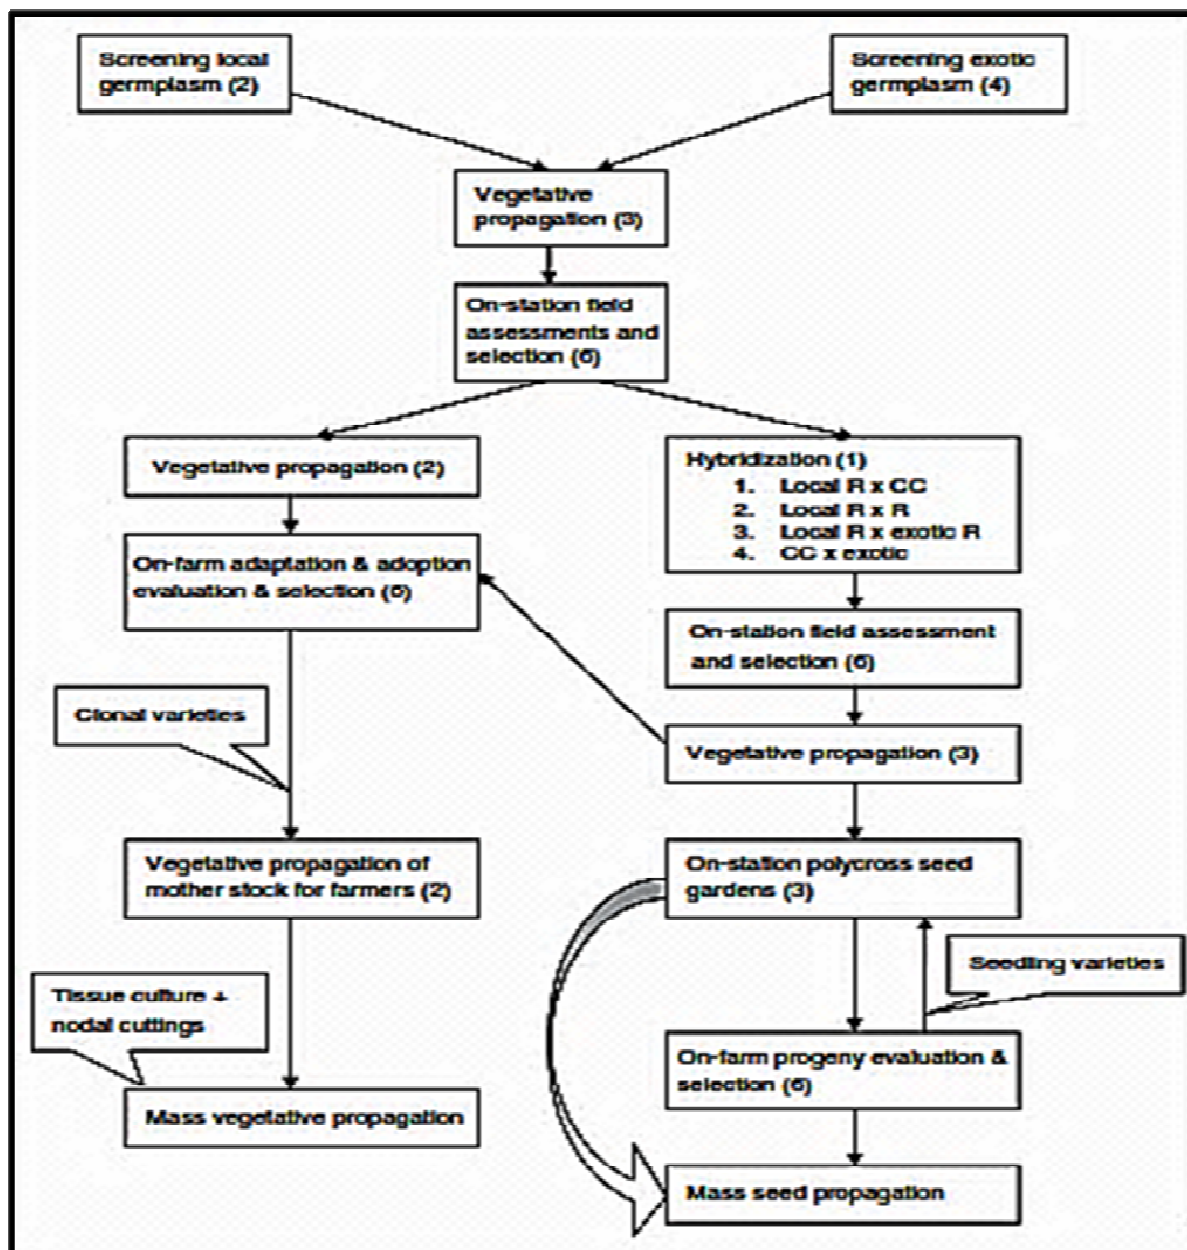 Screening local
germplasm (2)
Screening exotic
germplasm (4)
Vegetative
propagation (3)
On-station field
assessments and
selection (6)
Vegetative propagation (2)
Hybridization (1)
1. Local R x CC
2. Local R x R
3. Local R x exotic R
4. CC x exotic
On-farm adaptation & adoption
evaluation & selection (6)
On-station field assessment
and selection (6)
Clonal varieties
Vegetative propagation (3)
Vegetative propagation of
mother stock for farmers (2)
On-station polycross seed
gardens (3)
Seedling varieties
Tissue culture +
nodal cuttings
On-farm progeny evaluation &
selection (6)
Mass vegetative propagation
Mass seed propagation